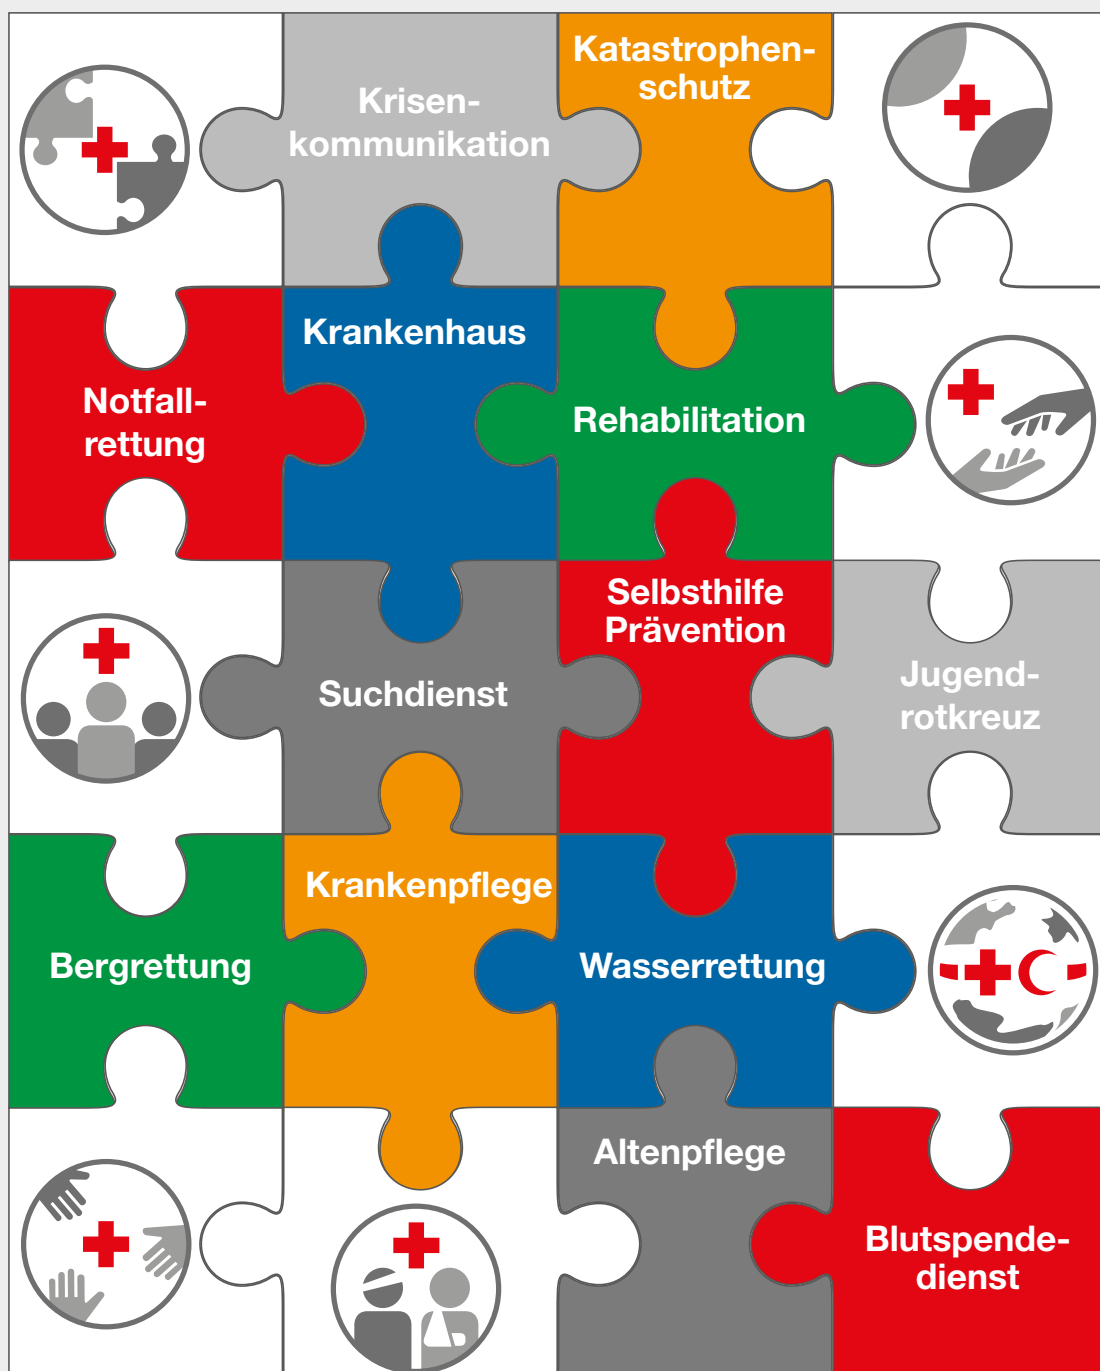 Krisen-
kommunikation
Katastrophen-
schutz
Notfall-
rettung
Krankenhaus
Rehabilitation
Suchdienst
Selbsthilfe
Prävention
Jugend-
rotkreuz
Bergrettung
Krankenpflege
Wasserrettung
Altenpflege
Blutspende-
dienst